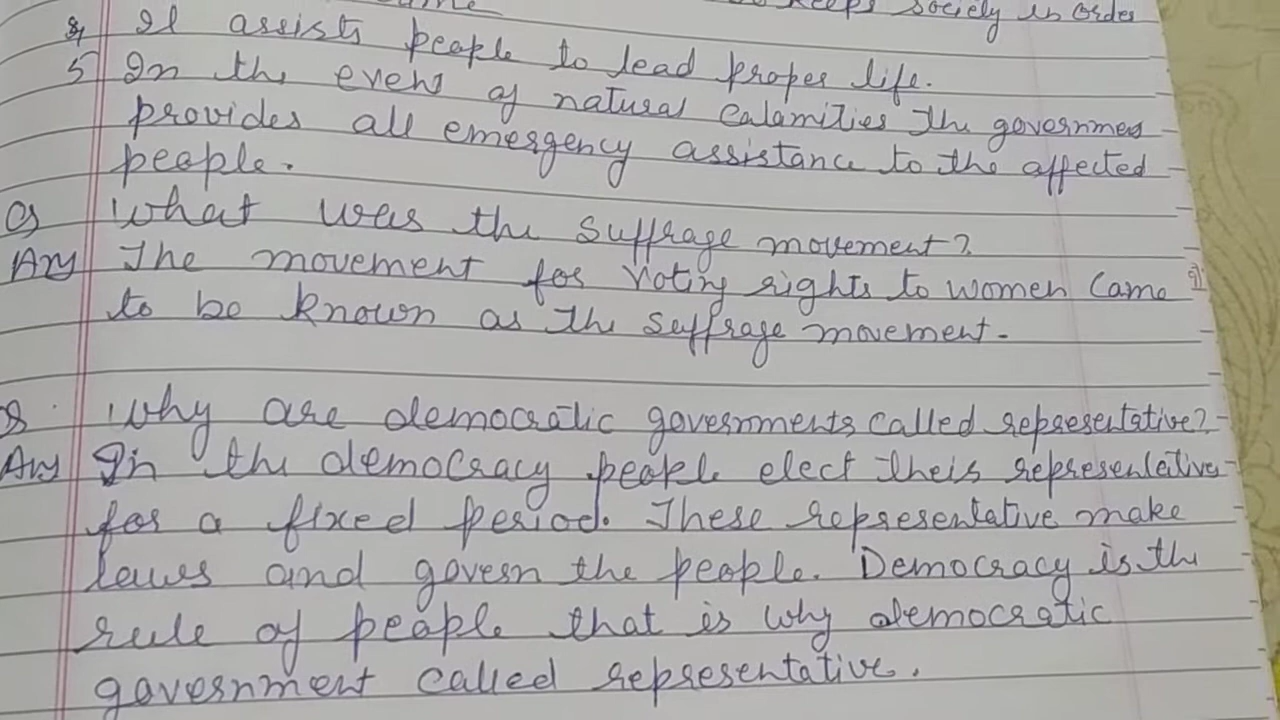 keeps society in order
4 It assists people to lead proper life.
5 In the event of natural calamities the government
provides all emergency assistance to the affected
people.
Q What was the suffrage movement?
Ans The movement for voting rights to women came
to be known as the suffrage movement.
Q. Why are democratic governments called representative?
Ans In the democracy people elect their representative
for a fixed period. These representative make
laws and govern the people. Democracy is the
rule of people that is why democratic
government called representative.